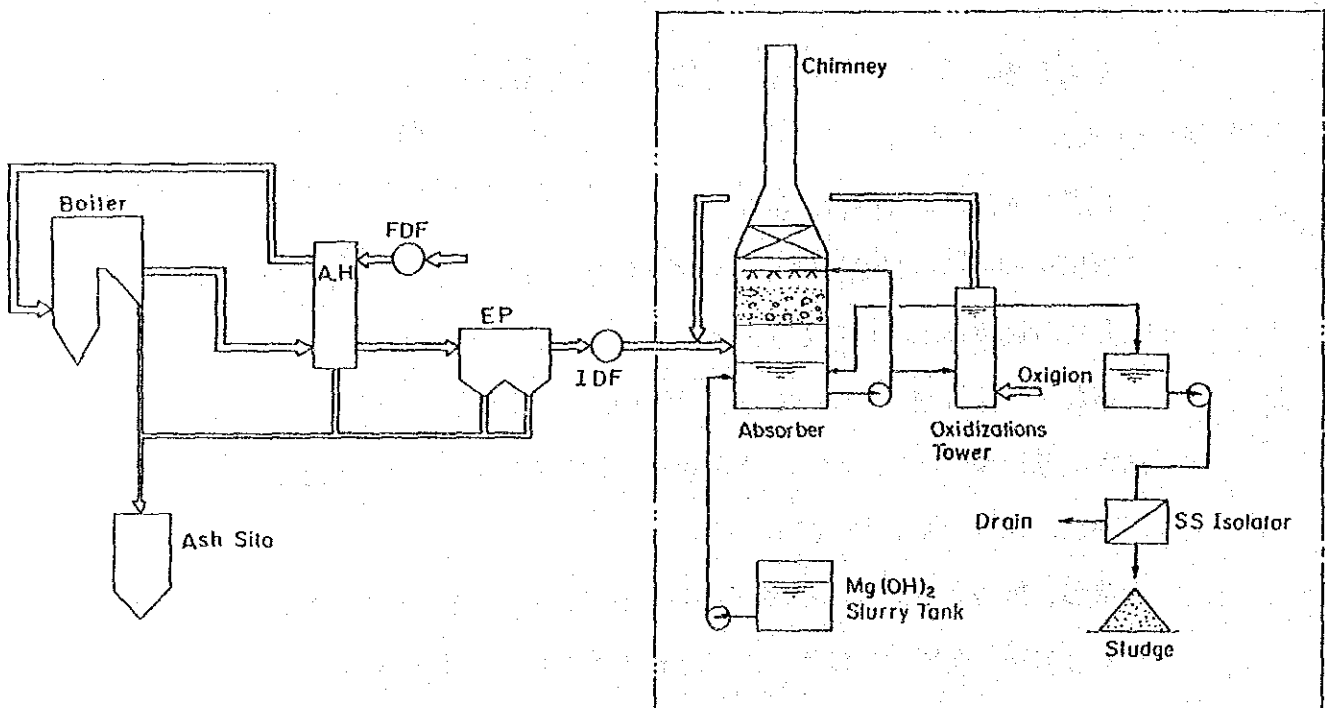 Chimney
Boiler
FDF
A.H
EP
IDF
Oxigion
Absorber
Oxidizations
Tower
Ash Silo
Drain
SS Isolator
Mg(OH)₂
Slurry Tank
Sludge